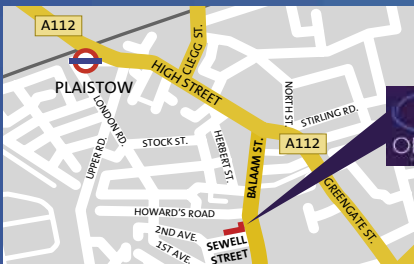 A112
CLEGG ST.
PLAISTOW
HIGH STREET
LONDON RD.
NORTH ST.
STIRLING RD.
UPPER RD.
STOCK ST.
HERBERT ST.
BALAAM ST.
A112
GREENGATE ST.
HOWARD'S ROAD
2ND AVE.
1ST AVE.
SEWELL
STREET